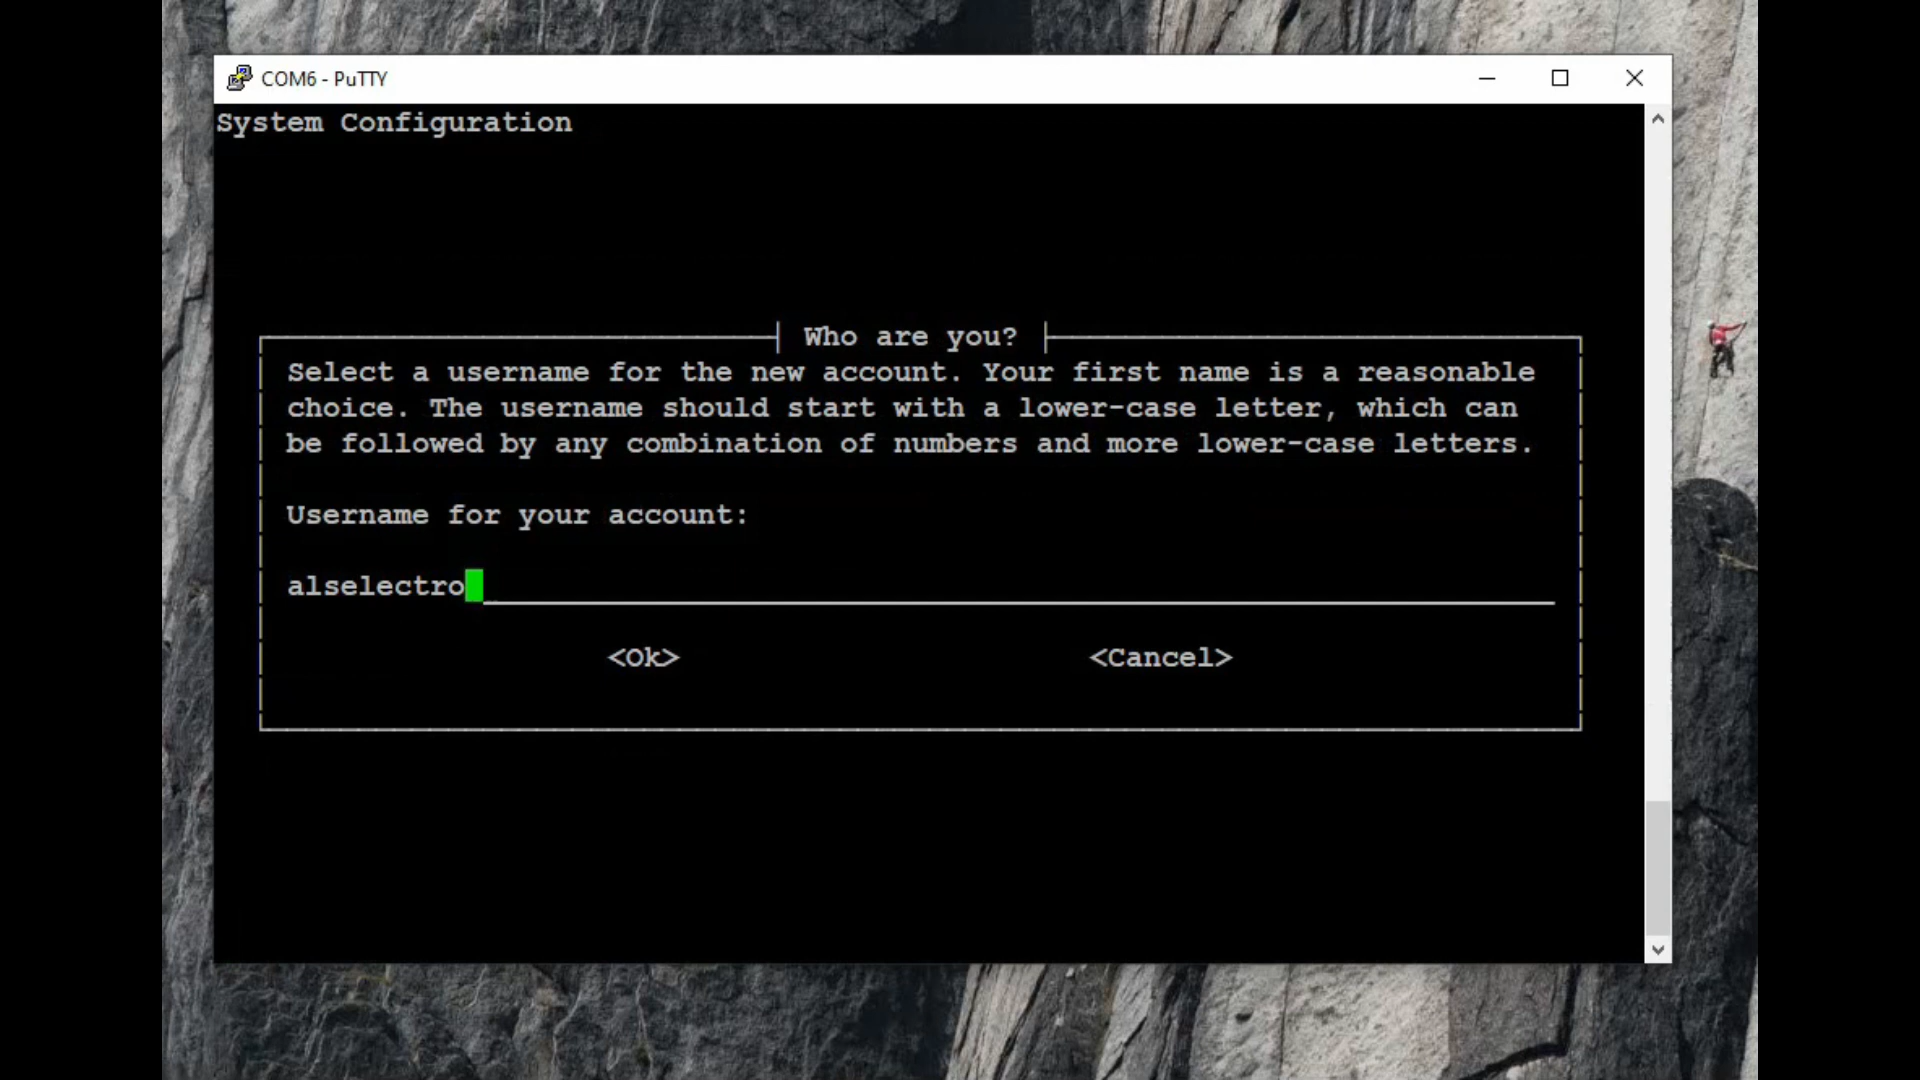 COM6 - PuTTY
System Configuration
Who are you?
Select a username for the new account. Your first name is a reasonable
choice. The username should start with a lower-case letter, which can
be followed by any combination of numbers and more lower-case letters.
Username for your account:
alselectro
<Ok> <Cancel>